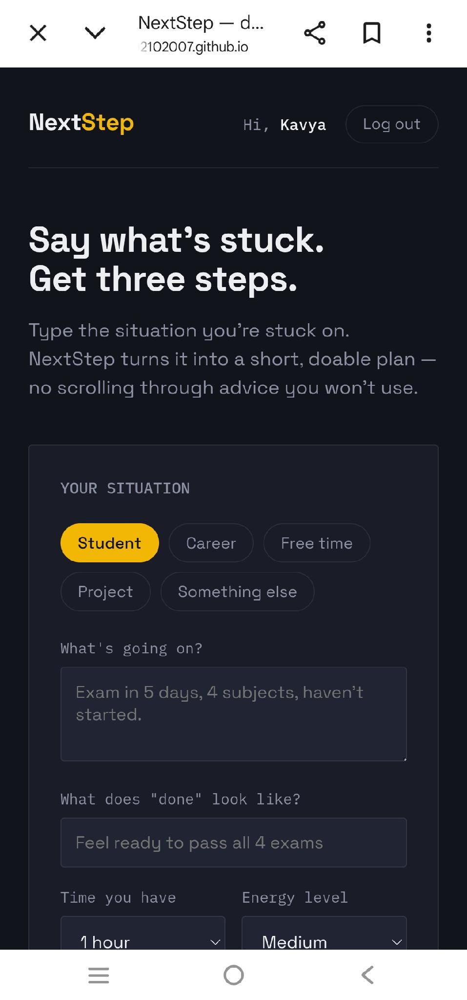 NextStep — d...
2102007.github.io
NextStep
Hi, Kavya
Log out
Say what’s stuck.
Get three steps.
Type the situation you’re stuck on.
NextStep turns it into a short, doable plan —
no scrolling through advice you won’t use.
YOUR SITUATION
Student
Career
Free time
Project
Something else
What's going on?
Exam in 5 days, 4 subjects, haven’t
started.
What does "done" look like?
Feel ready to pass all 4 exams
Time you have
Energy level
1 hour
Medium